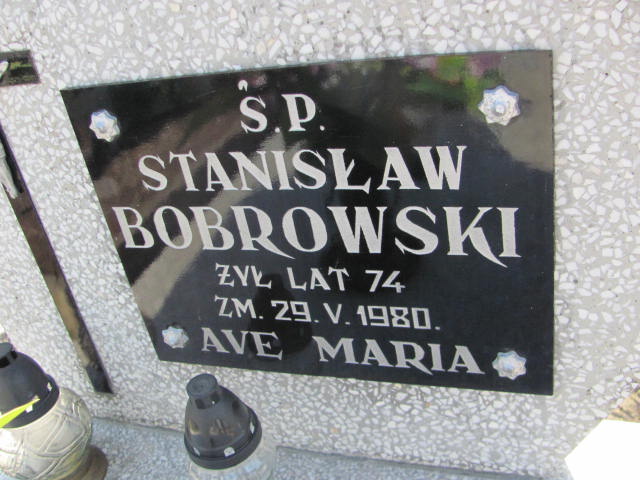 Ś.P.
STANISŁAW
BOBROWSKI
ŻYŁ LAT 74
ZM. 29.V.1980.
AVE MARIA